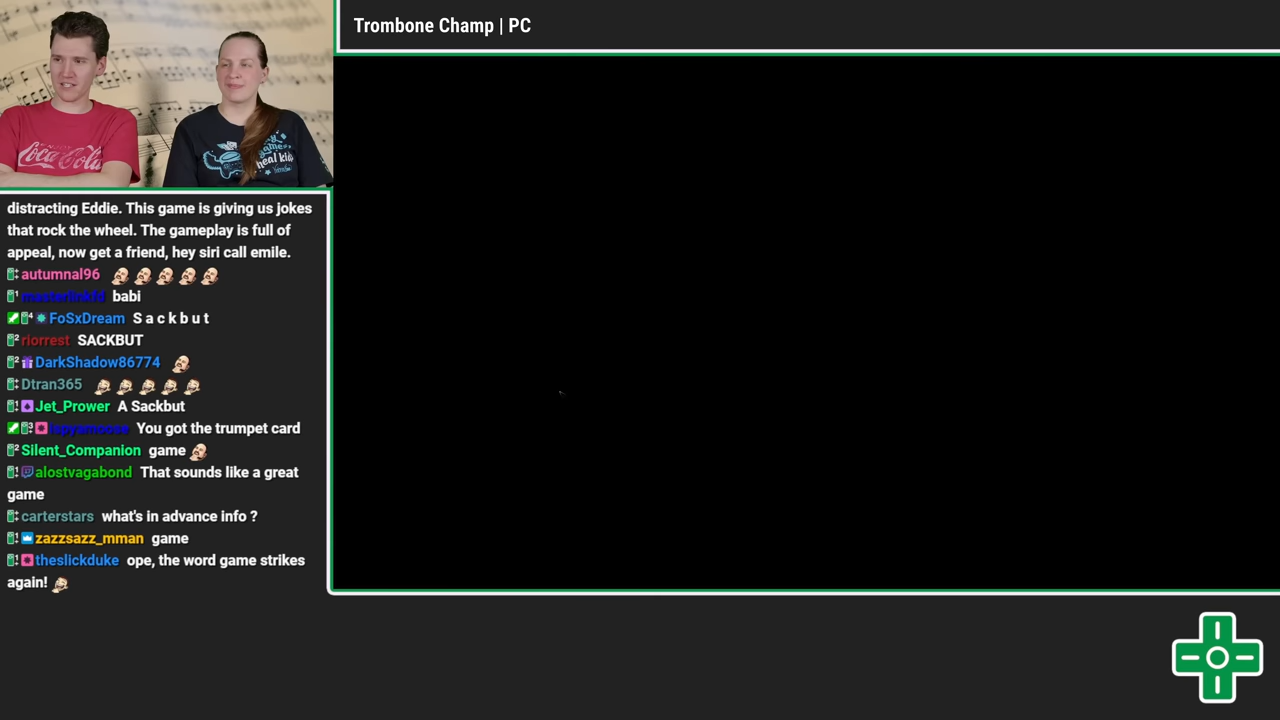 Trombone Champ | PC
Coca-Cola
distracting Eddie. This game is giving us jokes
that rock the wheel. The gameplay is full of
appeal, now get a friend, hey siri call emile.
autumnal96
masterlinkfd babi
FoSxDream S a c k b u t
riorrest SACKBUT
DarkShadow86774
Dtran365
Jet_Prower A Sackbut
You got the trumpet card
Silent_Companion game
alostvagabond That sounds like a great
game
carterstars what's in advance info ?
zazzsazz_mman game
theslickduke ope, the word game strikes
again!